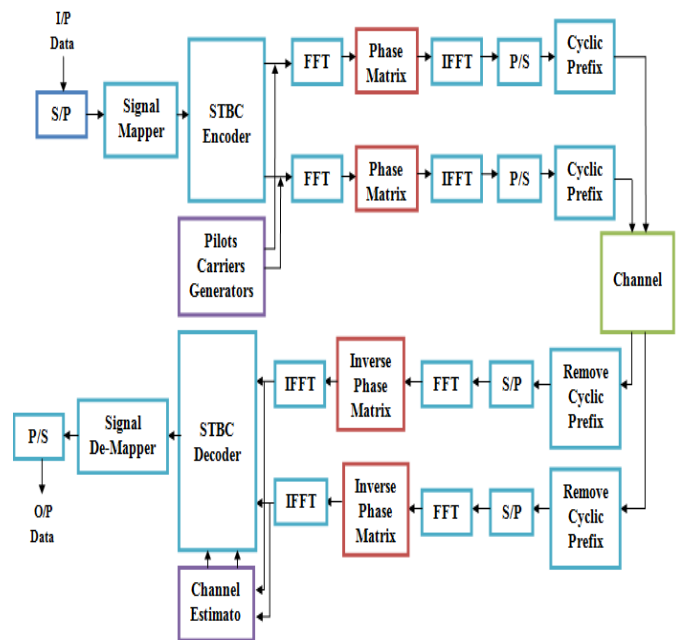 I/P
Data
S/P
Signal
Mapper
STBC
Encoder
FFT
Phase
Matrix
IFFT
P/S
Cyclic
Prefix
FFT
Phase
Matrix
IFFT
P/S
Cyclic
Prefix
Pilots
Carriers
Generators
Channel
P/S
O/P
Data
Signal
De-Mapper
STBC
Decoder
IFFT
Inverse
Phase
Matrix
FFT
S/P
Remove
Cyclic
Prefix
IFFT
Inverse
Phase
Matrix
FFT
S/P
Remove
Cyclic
Prefix
Channel
Estimato